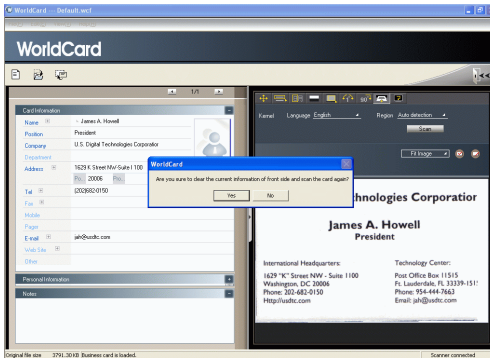 WorldCard --- Default.wcf
WorldCard
1/1
Card Information
Name James A. Howell
Position President
Company U.S. Digital Technologies Corporatior
Department
Address 1629 K Street NW-Suite I 100
Po.. 20006 Pro..
Tel (202)682-0150
Fax
Mobile
Pager
E-mail jah@usdtc.com
Web Site
Other
Personal Information
Notes
Kernel Language English Region Auto detection
Scan
Fit Image
WorldCard
Are you sure to clear the current information of front side and scan the card again?
Yes No
hnologies Corporatior
James A. Howell
President
International Headquarters:
1629 "K" Street NW - Suite 1100
Washington, DC 20006
Phone: 202-682-0150
Http://usdtc.com
Technology Center:
Post Office Box 11515
Ft. Lauderdale, FL 33339-151!
Phone: 954-444-7663
Email: jah@usdtc.com
Original file size 3791.30 KB Business card is loaded. Scanner connected